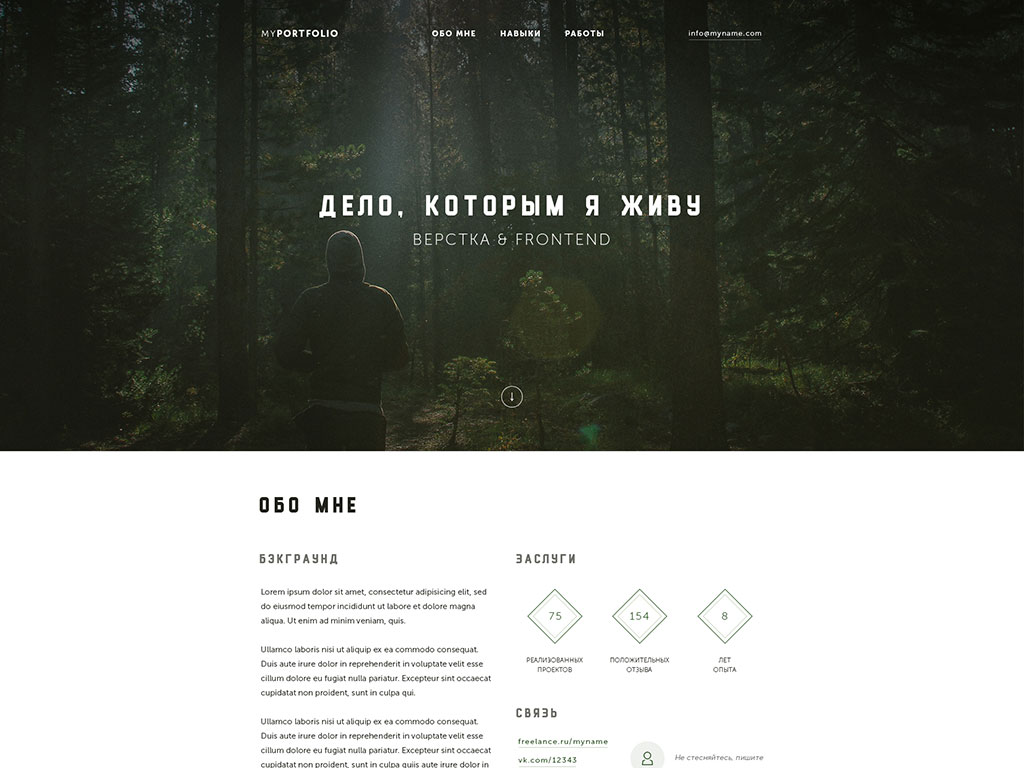 MYPORTFOLIO
ОБО МНЕ
НАВЫКИ
РАБОТЫ
info@myname.com
ДЕЛО, КОТОРЫМ Я ЖИВУ
ВЕРСТКА & FRONTEND
ОБО МНЕ
БЭКГРАУНД
Lorem ipsum dolor sit amet, consectetur adipisicing elit, sed
do eiusmod tempor incididunt ut labore et dolore magna
aliqua. Ut enim ad minim veniam, quis.
Ullamco laboris nisi ut aliquip ex ea commodo consequat.
Duis aute irure dolor in reprehenderit in voluptate velit esse
cillum dolore eu fugiat nulla pariatur. Excepteur sint occaecat
cupidatat non proident, sunt in culpa qui.
Ullamco laboris nisi ut aliquip ex ea commodo consequat.
Duis aute irure dolor in reprehenderit in voluptate velit esse
cillum dolore eu fugiat nulla pariatur. Excepteur sint occaecat
cupidatat non proident, sunt in culpa quiis aute irure dolor in
ЗАСЛУГИ
75
РЕАЛИЗОВАННЫХ
ПРОЕКТОВ
154
ПОЛОЖИТЕЛЬНЫХ
ОТЗЫВА
8
ЛЕТ
ОПЫТА
СВЯЗЬ
freelance.ru/myname
vk.com/12343
Не стесняйтесь, пишите